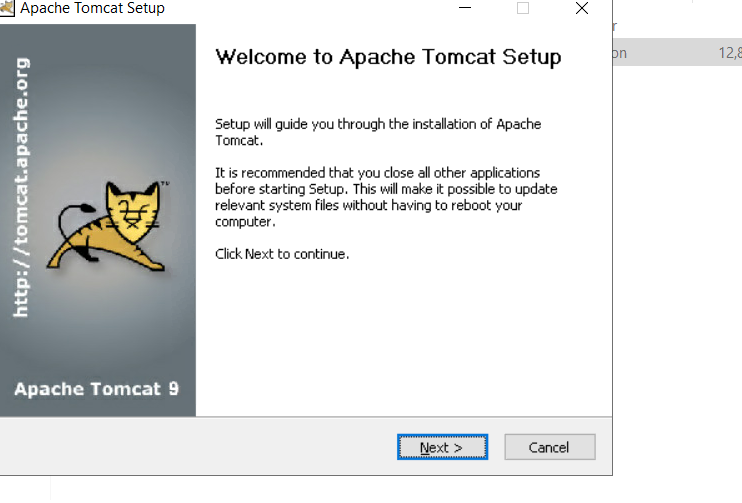 Apache Tomcat Setup
http://tomcat.apache.org
Welcome to Apache Tomcat Setup
Setup will guide you through the installation of Apache
Tomcat.
It is recommended that you close all other applications
before starting Setup. This will make it possible to update
relevant system files without having to reboot your
computer.
Click Next to continue.
TM
Apache Tomcat 9
Next >
Cancel